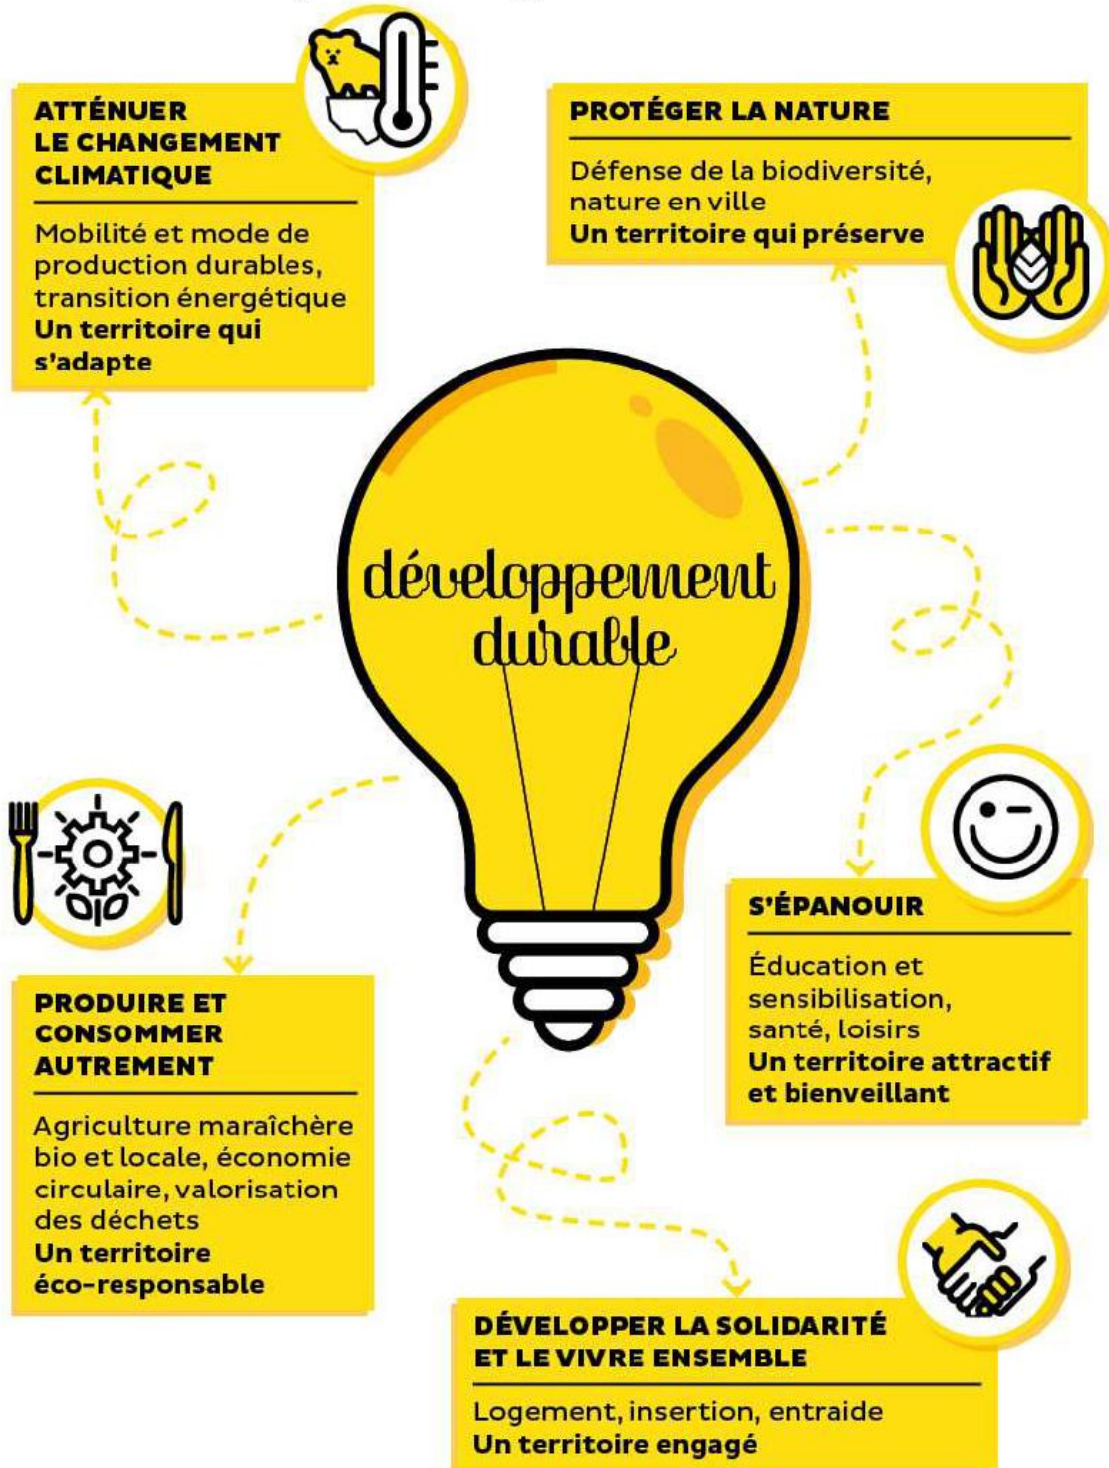 ATTÉNUER
LE CHANGEMENT
CLIMATIQUE
Mobilité et mode de
production durables,
transition énergétique
Un territoire qui
s'adapte
PROTÉGER LA NATURE
Défense de la biodiversité,
nature en ville
Un territoire qui préserve
développement
durable
S'ÉPANOUIR
Éducation et
sensibilisation,
santé, loisirs
Un territoire attractif
et bienveillant
PRODUIRE ET
CONSOMMER
AUTREMENT
Agriculture maraîchère
bio et locale, économie
circulaire, valorisation
des déchets
Un territoire
éco-responsable
DÉVELOPPER LA SOLIDARITÉ
ET LE VIVRE ENSEMBLE
Logement, insertion, entraide
Un territoire engagé